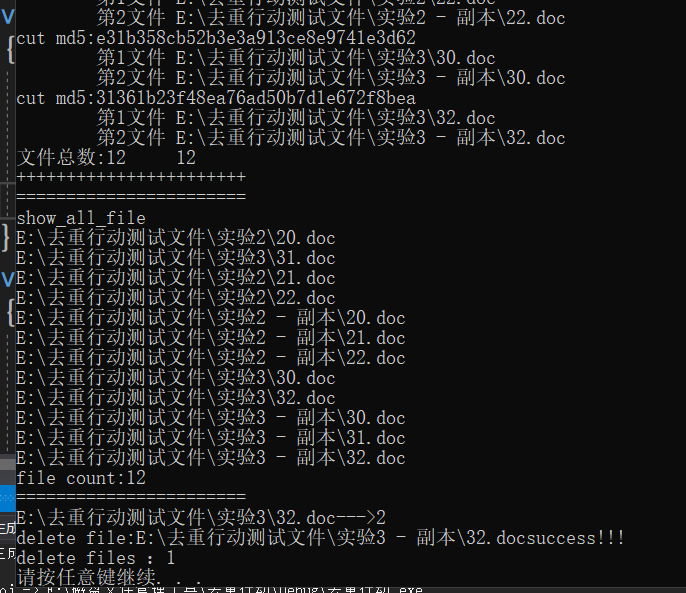 第2文件 E:\去重行动测试文件\实验2 - 副本\22.doc
cut md5:e31b358cb52b3e3a913ce8e9741e3d62
第1文件 E:\去重行动测试文件\实验3\30.doc
第2文件 E:\去重行动测试文件\实验3 - 副本\30.doc
cut md5:31361b23f48ea76ad50b7d1e672f8bea
第1文件 E:\去重行动测试文件\实验3\32.doc
第2文件 E:\去重行动测试文件\实验3 - 副本\32.doc
文件总数:12     12
+++++++++++++++++++++++
=======================
show_all_file
E:\去重行动测试文件\实验2\20.doc
E:\去重行动测试文件\实验3\31.doc
E:\去重行动测试文件\实验2\21.doc
E:\去重行动测试文件\实验2\22.doc
E:\去重行动测试文件\实验2 - 副本\20.doc
E:\去重行动测试文件\实验2 - 副本\21.doc
E:\去重行动测试文件\实验2 - 副本\22.doc
E:\去重行动测试文件\实验3\30.doc
E:\去重行动测试文件\实验3\32.doc
E:\去重行动测试文件\实验3 - 副本\30.doc
E:\去重行动测试文件\实验3 - 副本\31.doc
E:\去重行动测试文件\实验3 - 副本\32.doc
file count:12
=======================
E:\去重行动测试文件\实验3\32.doc--->2
delete file:E:\去重行动测试文件\实验3 - 副本\32.docsuccess!!!
delete files : 1
请按任意键继续. . .